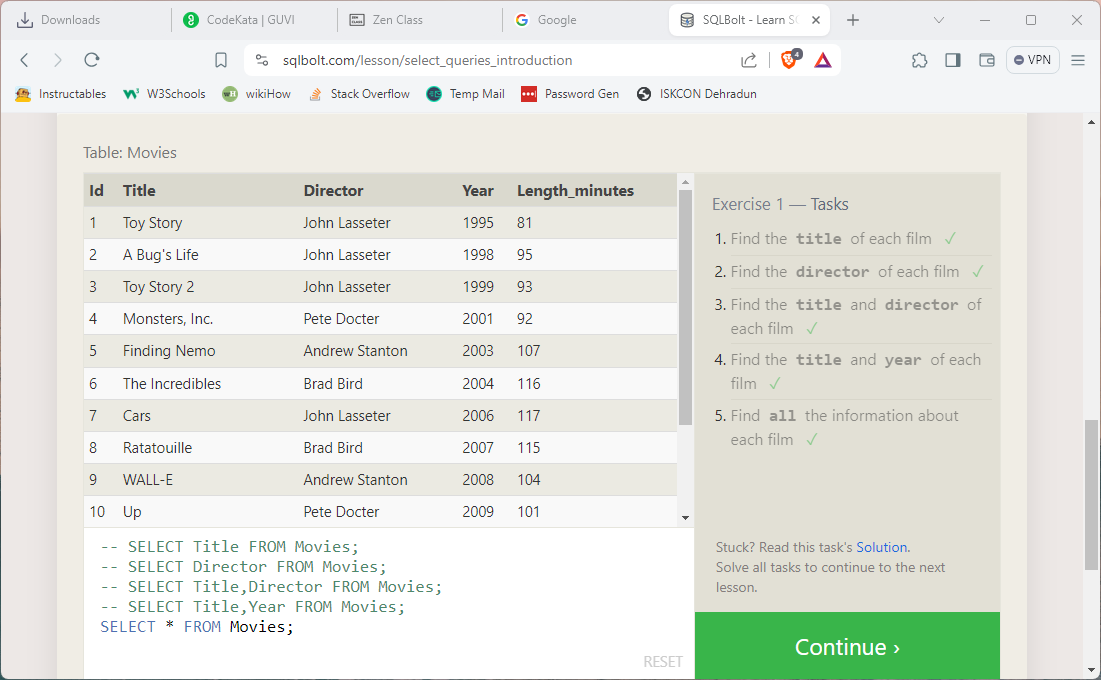 Downloads
CodeKata | GUVI
Zen Class
Google
SQLBolt - Learn S
sqlbolt.com/lesson/select_queries_introduction
4
VPN
Instructables
W3Schools
wikiHow
Stack Overflow
Temp Mail
Password Gen
ISKCON Dehradun
Table: Movies
Id Title Director Year Length_minutes
1 Toy Story John Lasseter 1995 81
2 A Bug's Life John Lasseter 1998 95
3 Toy Story 2 John Lasseter 1999 93
4 Monsters, Inc. Pete Docter 2001 92
5 Finding Nemo Andrew Stanton 2003 107
6 The Incredibles Brad Bird 2004 116
7 Cars John Lasseter 2006 117
8 Ratatouille Brad Bird 2007 115
9 WALL-E Andrew Stanton 2008 104
10 Up Pete Docter 2009 101
-- SELECT Title FROM Movies;
-- SELECT Director FROM Movies;
-- SELECT Title,Director FROM Movies;
-- SELECT Title,Year FROM Movies;
SELECT * FROM Movies;
RESET
Exercise 1 — Tasks
1. Find the title of each film ✓
2. Find the director of each film ✓
3. Find the title and director of
each film ✓
4. Find the title and year of each
film ✓
5. Find all the information about
each film ✓
Stuck? Read this task's Solution.
Solve all tasks to continue to the next
lesson.
Continue ›